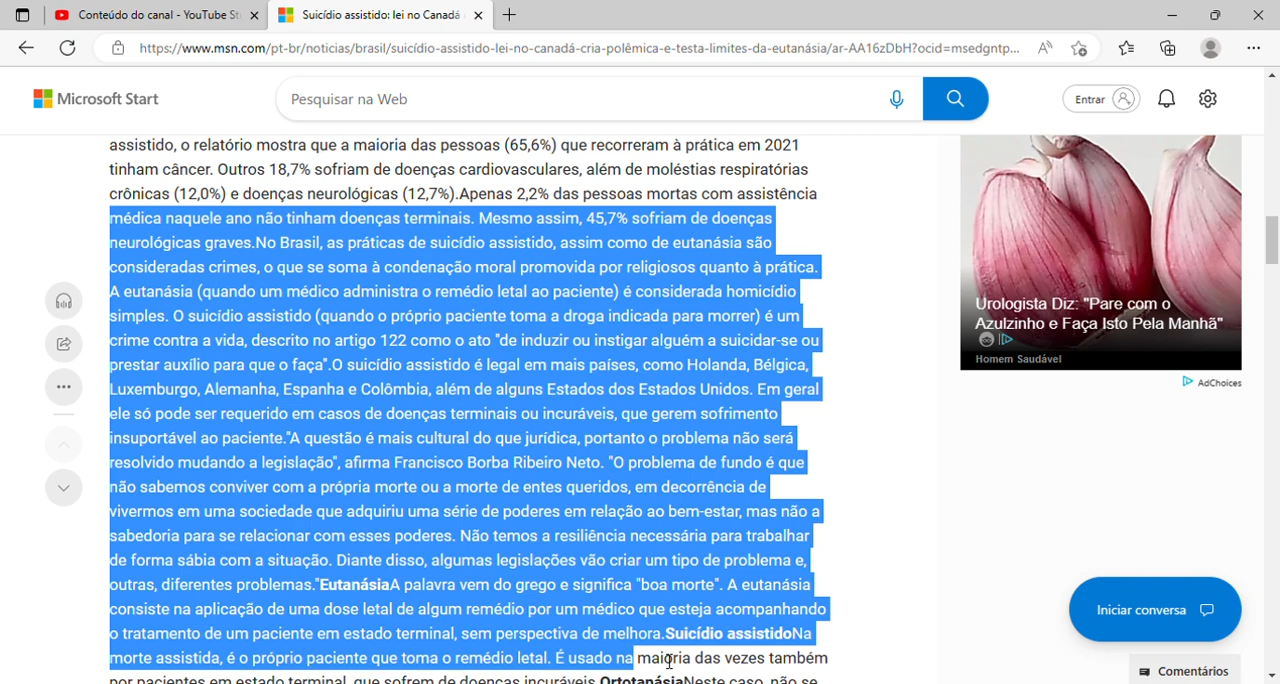 Conteúdo do canal - YouTube St
Suicídio assistido: lei no Canadá
https://www.msn.com/pt-br/noticias/brasil/suicídio-assistido-lei-no-canadá-cria-polêmica-e-testa-limites-da-eutanásia/ar-AA16zDbH?ocid=msedgntp...
Microsoft Start
Pesquisar na Web
Entrar
assistido, o relatório mostra que a maioria das pessoas (65,6%) que recorreram à prática em 2021
tinham câncer. Outros 18,7% sofriam de doenças cardiovasculares, além de moléstias respiratórias
crônicas (12,0%) e doenças neurológicas (12,7%).Apenas 2,2% das pessoas mortas com assistência
médica naquele ano não tinham doenças terminais. Mesmo assim, 45,7% sofriam de doenças
neurológicas graves.No Brasil, as práticas de suicídio assistido, assim como de eutanásia são
consideradas crimes, o que se soma à condenação moral promovida por religiosos quanto à prática.
A eutanásia (quando um médico administra o remédio letal ao paciente) é considerada homicídio
simples. O suicídio assistido (quando o próprio paciente toma a droga indicada para morrer) é um
crime contra a vida, descrito no artigo 122 como o ato "de induzir ou instigar alguém a suicidar-se ou
prestar auxílio para que o faça".O suicídio assistido é legal em mais países, como Holanda, Bélgica,
Luxemburgo, Alemanha, Espanha e Colômbia, além de alguns Estados dos Estados Unidos. Em geral
ele só pode ser requerido em casos de doenças terminais ou incuráveis, que gerem sofrimento
insuportável ao paciente."A questão é mais cultural do que jurídica, portanto o problema não será
resolvido mudando a legislação", afirma Francisco Borba Ribeiro Neto. "O problema de fundo é que
não sabemos conviver com a própria morte ou a morte de entes queridos, em decorrência de
vivermos em uma sociedade que adquiriu uma série de poderes em relação ao bem-estar, mas não a
sabedoria para se relacionar com esses poderes. Não temos a resiliência necessária para trabalhar
de forma sábia com a situação. Diante disso, algumas legislações vão criar um tipo de problema e,
outras, diferentes problemas."EutanásiaA palavra vem do grego e significa "boa morte". A eutanásia
consiste na aplicação de uma dose letal de algum remédio por um médico que esteja acompanhando
o tratamento de um paciente em estado terminal, sem perspectiva de melhora.Suicídio assistidoNa
morte assistida, é o próprio paciente que toma o remédio letal. É usado na maioria das vezes também
por pacientes em estado terminal, que sofrem de doenças incuráveis.OrtotanásiaNeste caso, não se
Urologista Diz: "Pare com o
Azulzinho e Faça Isto Pela Manhã"
Homem Saudável
AdChoices
Iniciar conversa
Comentários